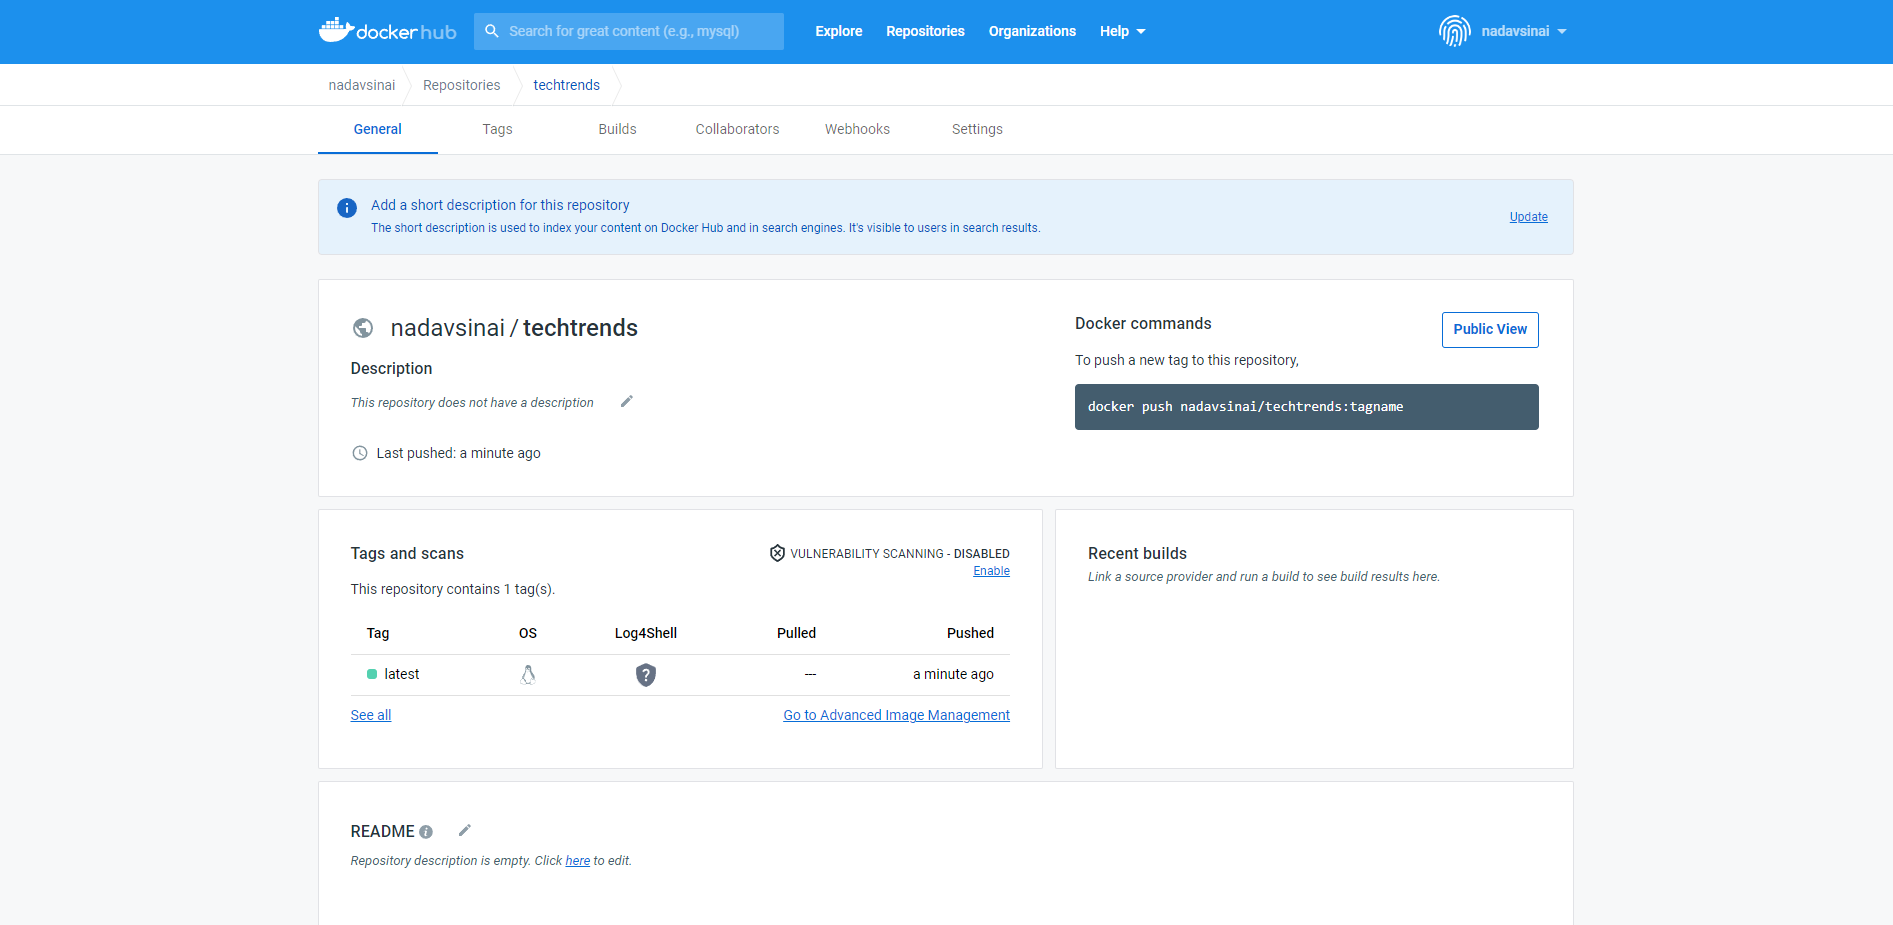 docker hub
Search for great content (e.g., mysql)
Explore
Repositories
Organizations
Help
nadavsinai
nadavsinai
Repositories
techtrends
General
Tags
Builds
Collaborators
Webhooks
Settings
Add a short description for this repository
The short description is used to index your content on Docker Hub and in search engines. It's visible to users in search results.
Update
nadavsinai / techtrends
Description
This repository does not have a description
Last pushed: a minute ago
Docker commands
Public View
To push a new tag to this repository,
docker push nadavsinai/techtrends:tagname
Tags and scans
VULNERABILITY SCANNING - DISABLED
Enable
This repository contains 1 tag(s).
Tag OS Log4Shell Pulled Pushed
latest ? --- a minute ago
See all
Go to Advanced Image Management
Recent builds
Link a source provider and run a build to see build results here.
README
Repository description is empty. Click here to edit.